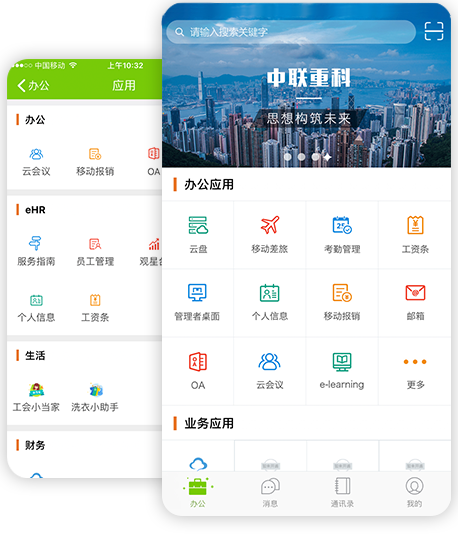 中国移动
上午10:32
办公
应用
办公
云会议
移动报销
OA
eHR
服务指南
员工管理
观星台
个人信息
工资条
生活
工会小当家
洗衣小助手
财务
请输入搜索关键字
中联重科
思想构筑未来
办公应用
云盘
移动差旅
考勤管理
工资条
管理者桌面
个人信息
移动报销
邮箱
OA
云会议
e-learning
更多
业务应用
办公
消息
通讯录
我的